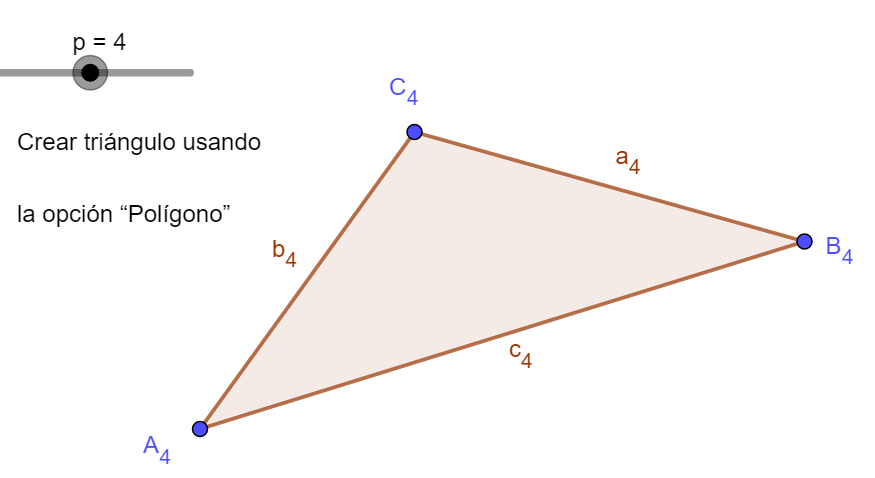 p = 4
C₄
Crear triángulo usando
a₄
la opción “Polígono”
b₄
B₄
c₄
A₄